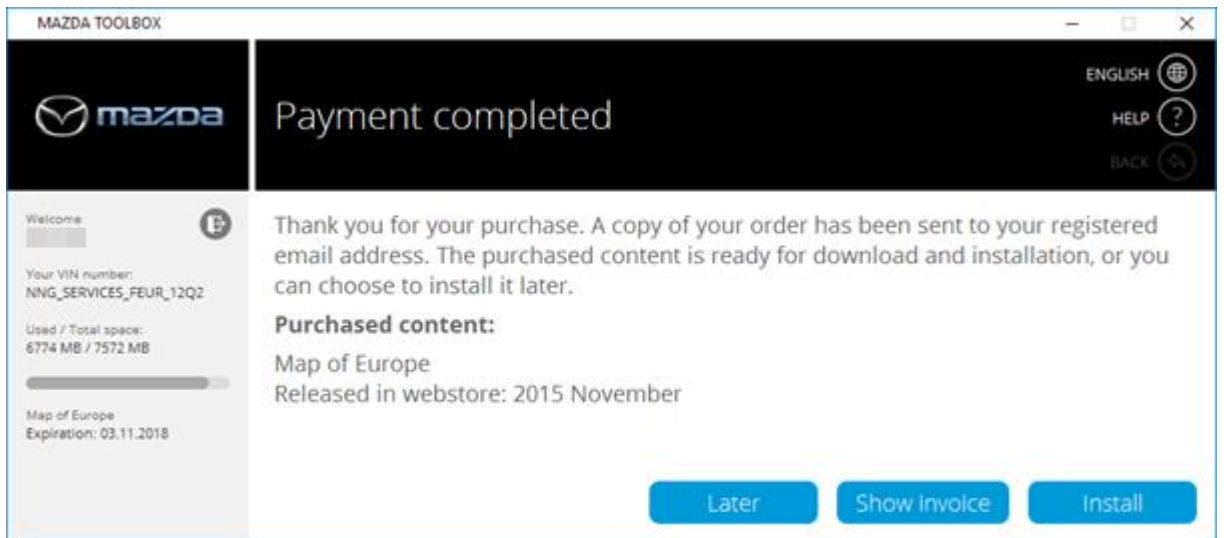 MAZDA TOOLBOX
mazda
Payment completed
ENGLISH
HELP
?
BACK
Welcome
Your VIN number:
NNG_SERVICES_FEUR_12Q2
Used / Total space:
6774 MB / 7572 MB
Map of Europe
Expiration: 03.11.2018
Thank you for your purchase. A copy of your order has been sent to your registered
email address. The purchased content is ready for download and installation, or you
can choose to install it later.
Purchased content:
Map of Europe
Released in webstore: 2015 November
Later
Show invoice
Install